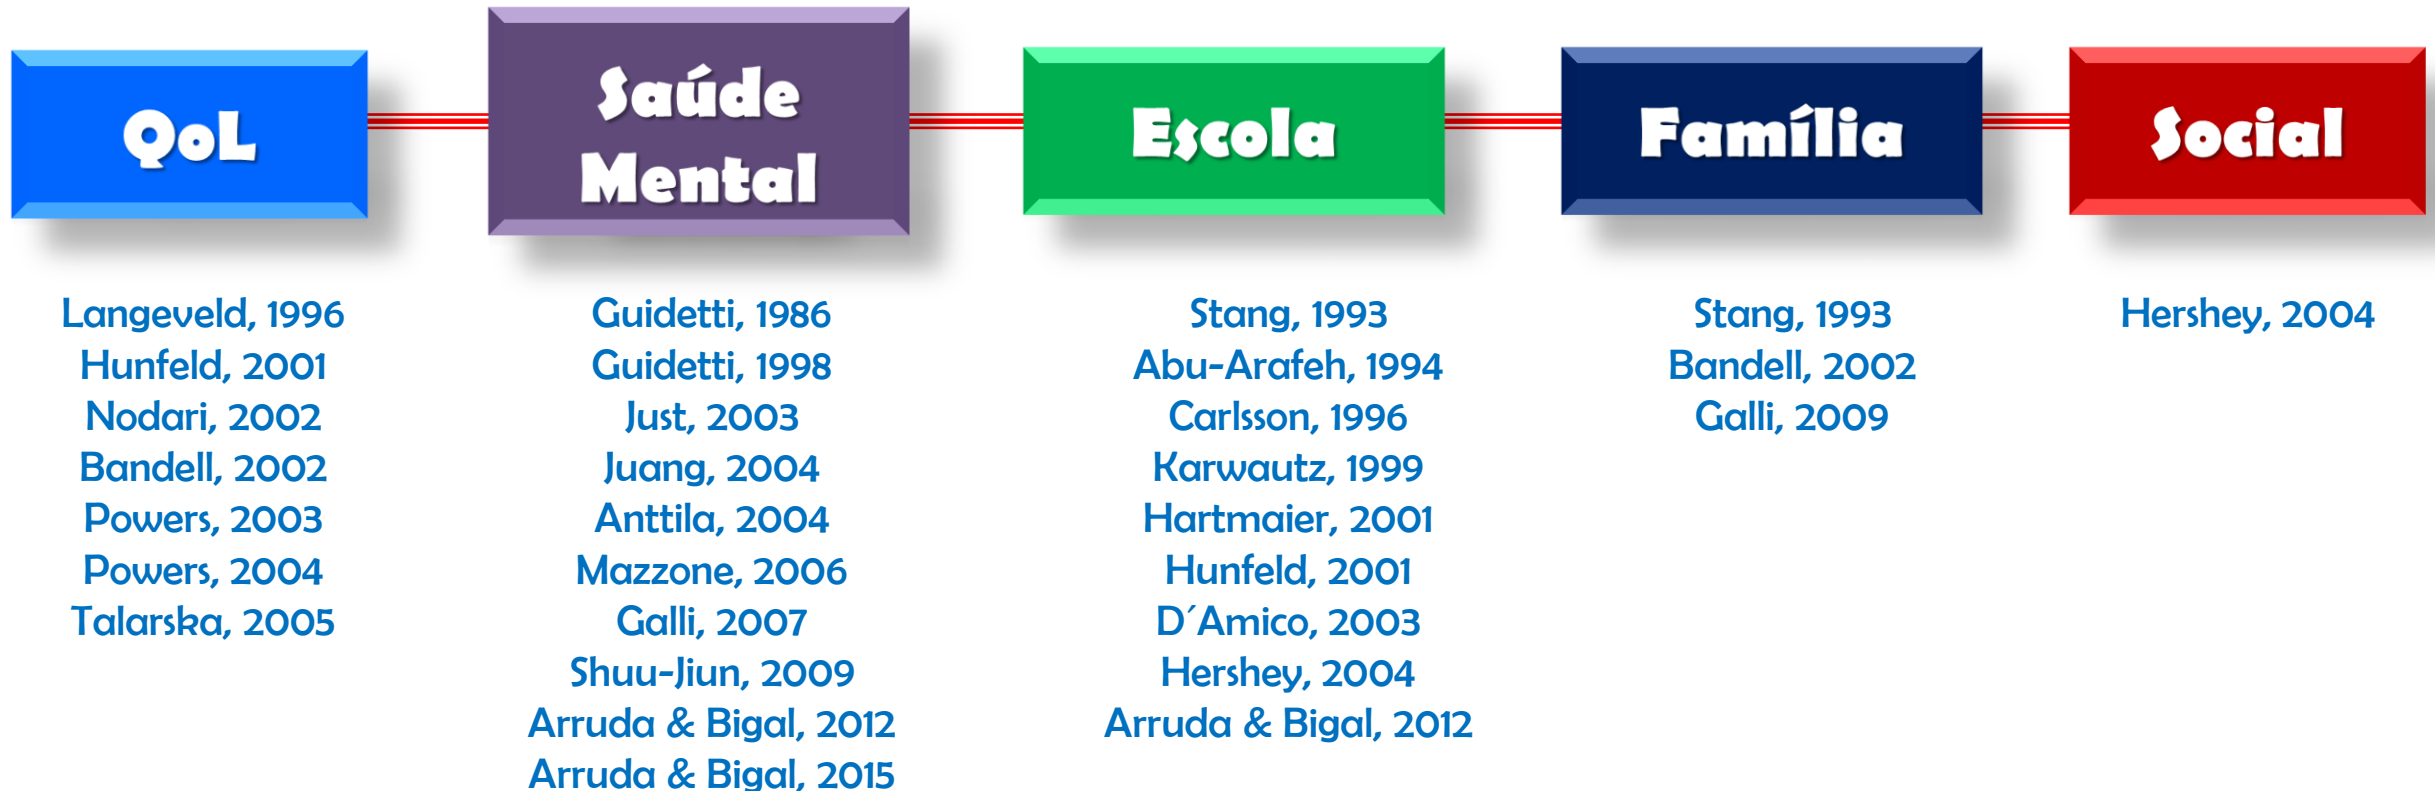 QoL
Saúde
Mental
Escola
Família
Social
Langeveld, 1996
Hunfeld, 2001
Nodari, 2002
Bandell, 2002
Powers, 2003
Powers, 2004
Talarska, 2005
Guidetti, 1986
Guidetti, 1998
Just, 2003
Juang, 2004
Anttila, 2004
Mazzone, 2006
Galli, 2007
Shuu-Jiun, 2009
Arruda & Bigal, 2012
Arruda & Bigal, 2015
Stang, 1993
Abu-Arafeh, 1994
Carlsson, 1996
Karwautz, 1999
Hartmaier, 2001
Hunfeld, 2001
D´Amico, 2003
Hershey, 2004
Arruda & Bigal, 2012
Stang, 1993
Bandell, 2002
Galli, 2009
Hershey, 2004